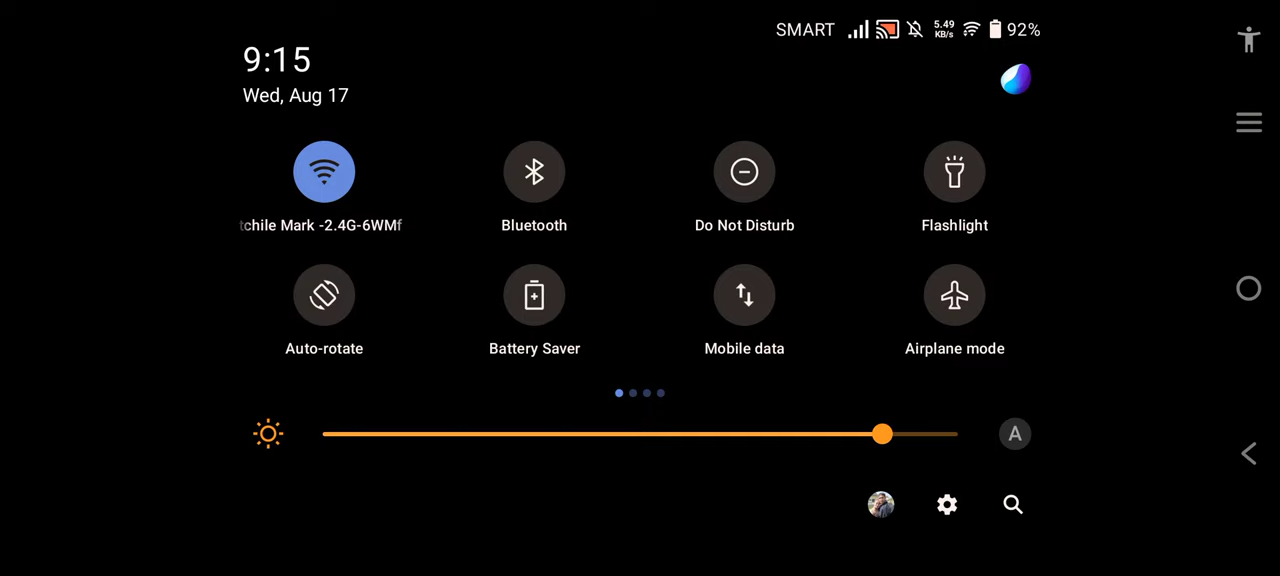 SMART 5.49 KB/s 92%
9:15
Wed, Aug 17
tchile Mark -2.4G-6WMf Bluetooth Do Not Disturb Flashlight
Auto-rotate Battery Saver Mobile data Airplane mode
A